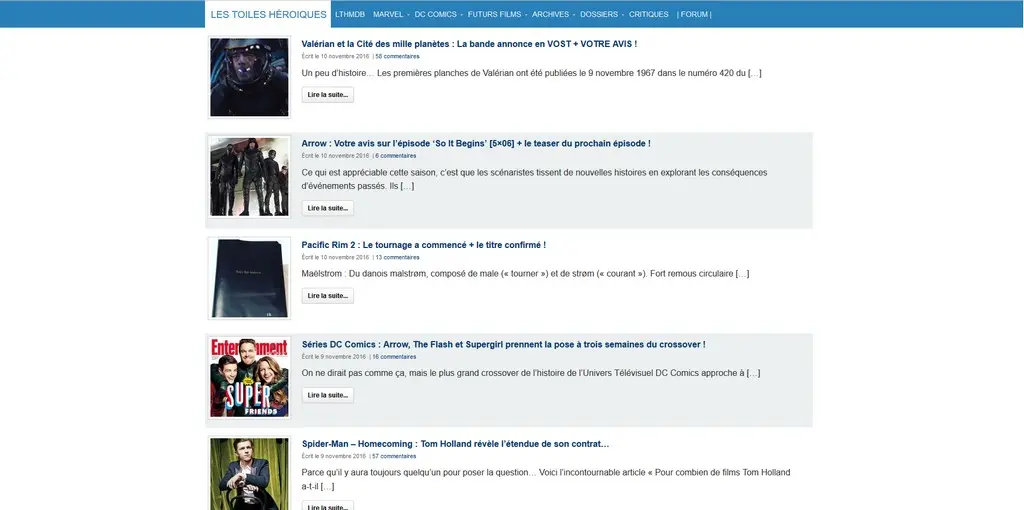 LES TOILES HÉROIQUES LTHMDB MARVEL - DC COMICS - FUTURS FILMS - ARCHIVES - DOSSIERS - CRITIQUES | FORUM |
Valérian et la Cité des mille planètes : La bande annonce en VOST + VOTRE AVIS !
Écrit le 10 novembre 2016 | 58 commentaires
Un peu d'histoire… Les premières planches de Valérian ont été publiées le 9 novembre 1967 dans le numéro 420 du […]
Lire la suite...
Arrow : Votre avis sur l'épisode 'So It Begins' [5×06] + le teaser du prochain épisode !
Écrit le 10 novembre 2016 | 6 commentaires
Ce qui est appréciable cette saison, c'est que les scénaristes tissent de nouvelles histoires en explorant les conséquences
d'événements passés. Ils […]
Lire la suite...
Pacific Rim 2 : Le tournage a commencé + le titre confirmé !
Écrit le 10 novembre 2016 | 13 commentaires
Maëlstrom : Du danois malstrøm, composé de male (« tourner ») et de strøm (« courant »). Fort remous circulaire […]
Lire la suite...
Séries DC Comics : Arrow, The Flash et Supergirl prennent la pose à trois semaines du crossover !
Écrit le 9 novembre 2016 | 16 commentaires
On ne dirait pas comme ça, mais le plus grand crossover de l'histoire de l'Univers Télévisuel DC Comics approche à […]
Lire la suite...
SUPER
FRIENDS
Spider-Man – Homecoming : Tom Holland révèle l'étendue de son contrat…
Écrit le 9 novembre 2016 | 57 commentaires
Parce qu'il y aura toujours quelqu'un pour poser la question… Voici l'incontournable article « Pour combien de films Tom Holland
a-t-il […]
Lire la suite...